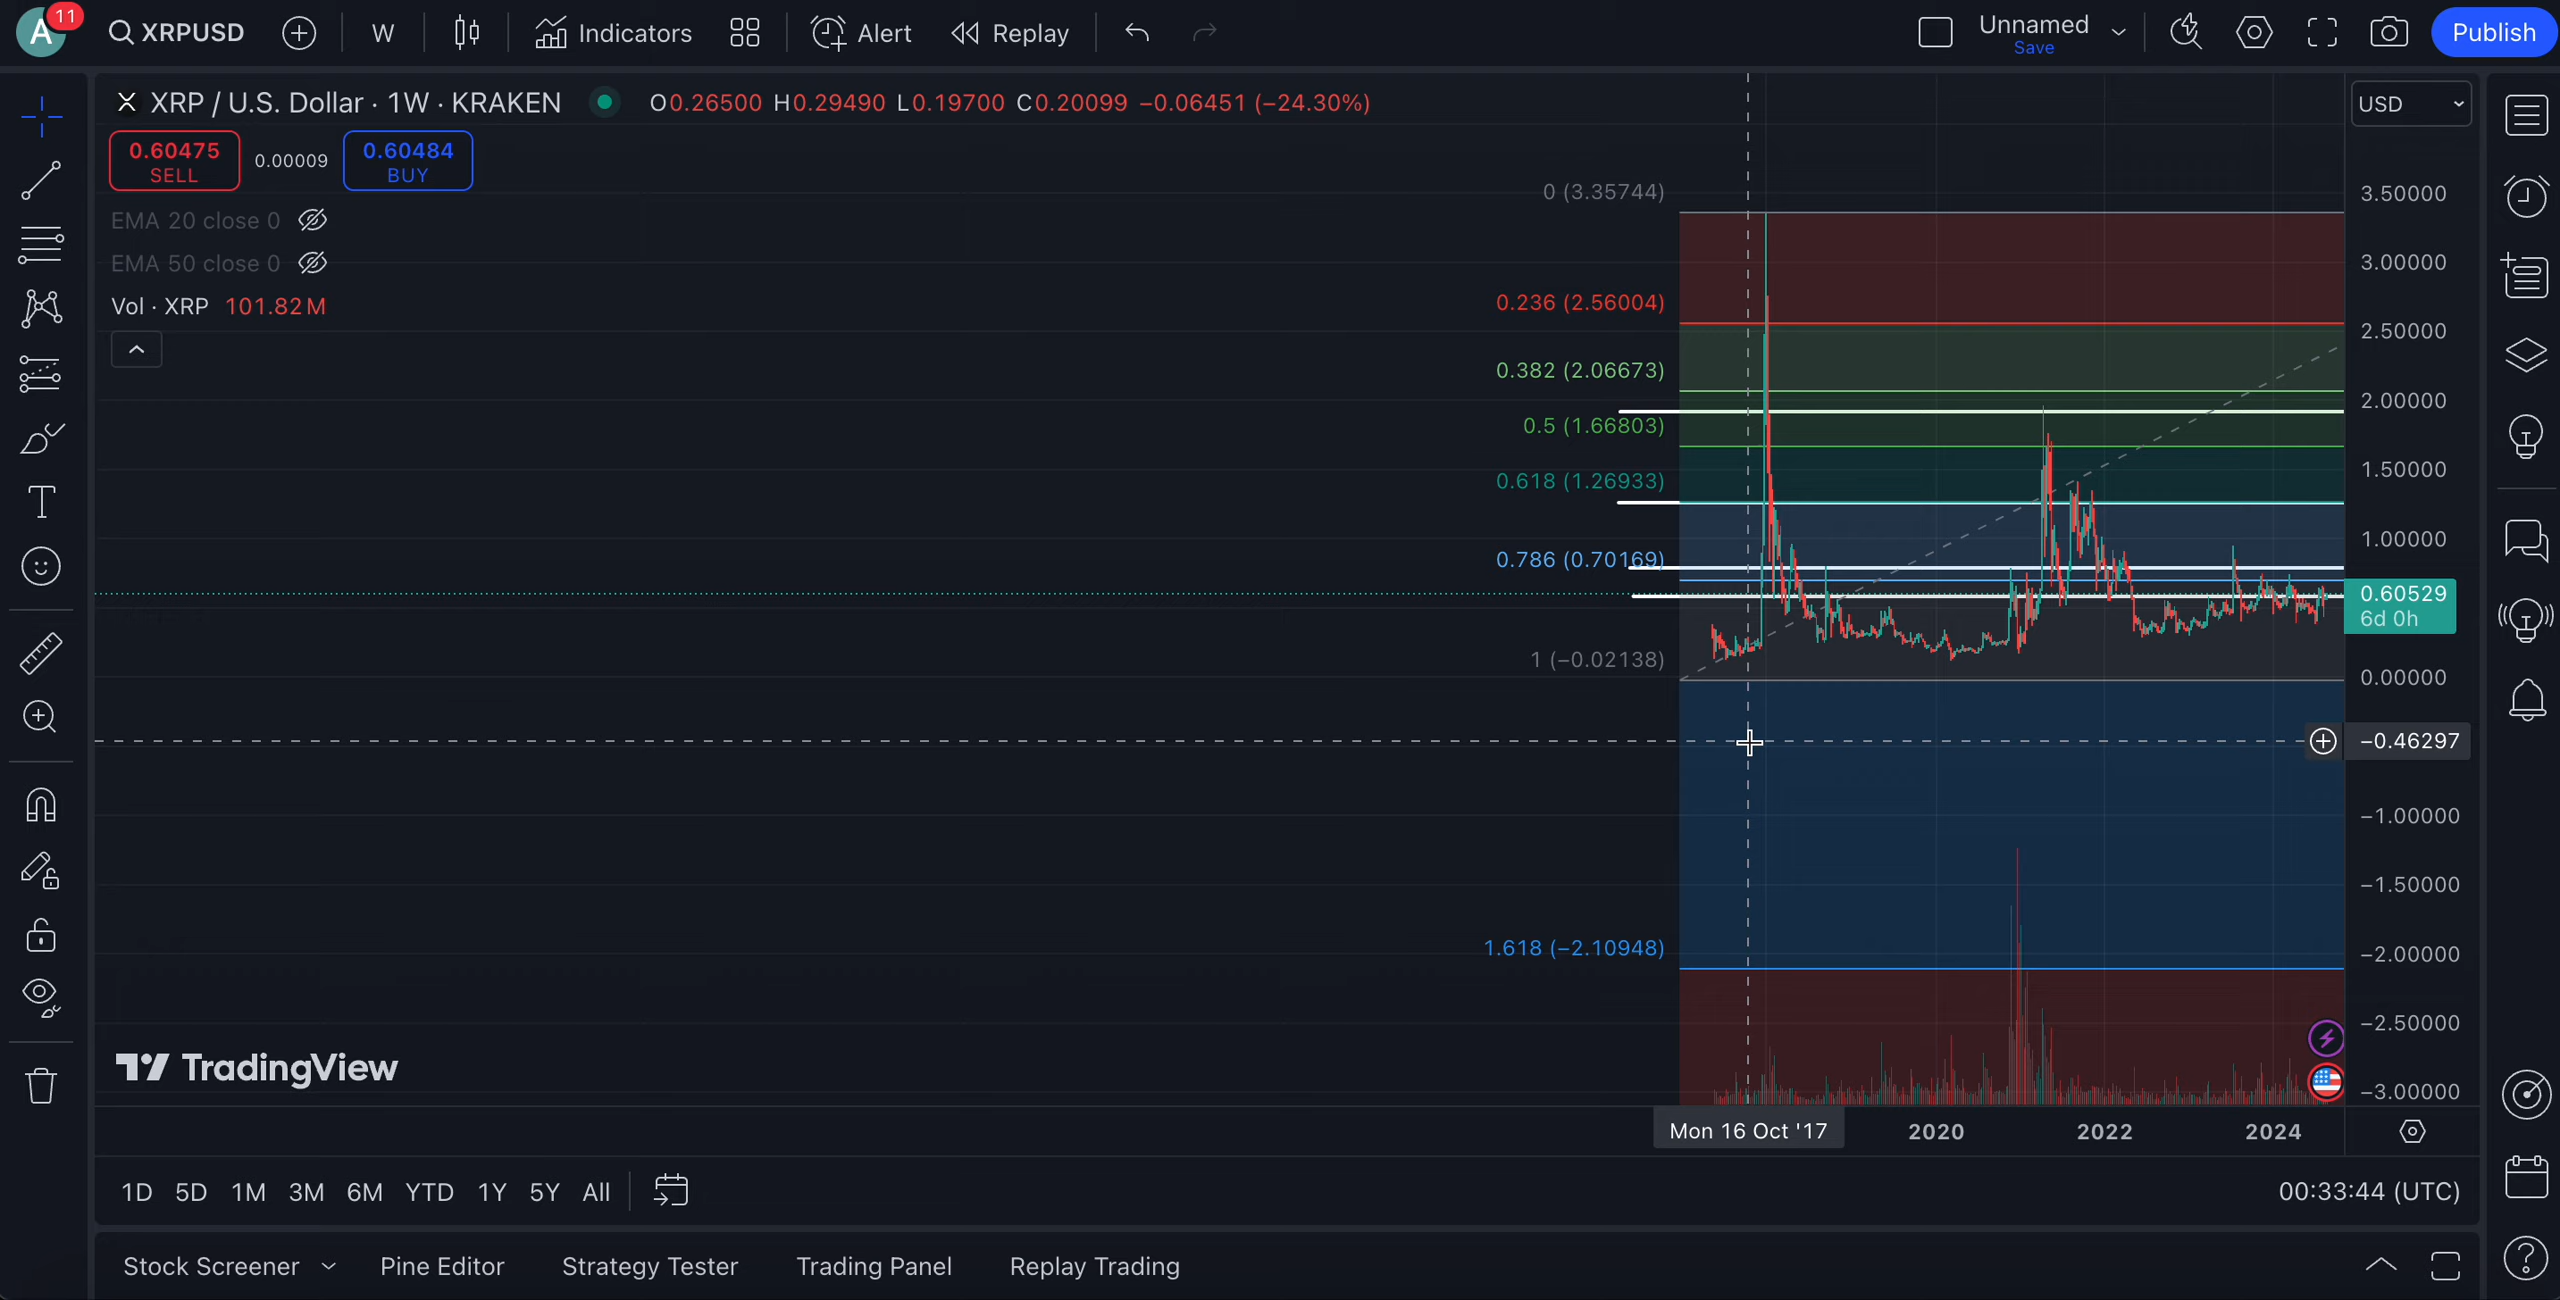 A 11 XRPUSD W Indicators Alert Replay Unnamed Save Publish
XRP / U.S. Dollar · 1W · KRAKEN O0.26500 H0.29490 L0.19700 C0.20099 −0.06451 (−24.30%) USD
0.60475 SELL 0.00009 0.60484 BUY
EMA 20 close 0
EMA 50 close 0
Vol · XRP 101.82M
0 (3.35744)
0.236 (2.56004)
0.382 (2.06673)
0.5 (1.66803)
0.618 (1.26933)
0.786 (0.70169)
1 (−0.02138)
1.618 (−2.10948)
3.50000
3.00000
2.50000
2.00000
1.50000
1.00000
0.60529
6d 0h
0.00000
−0.46297
−1.00000
−1.50000
−2.00000
−2.50000
−3.00000
TradingView
Mon 16 Oct '17 2020 2022 2024
1D 5D 1M 3M 6M YTD 1Y 5Y All 00:33:44 (UTC)
Stock Screener Pine Editor Strategy Tester Trading Panel Replay Trading